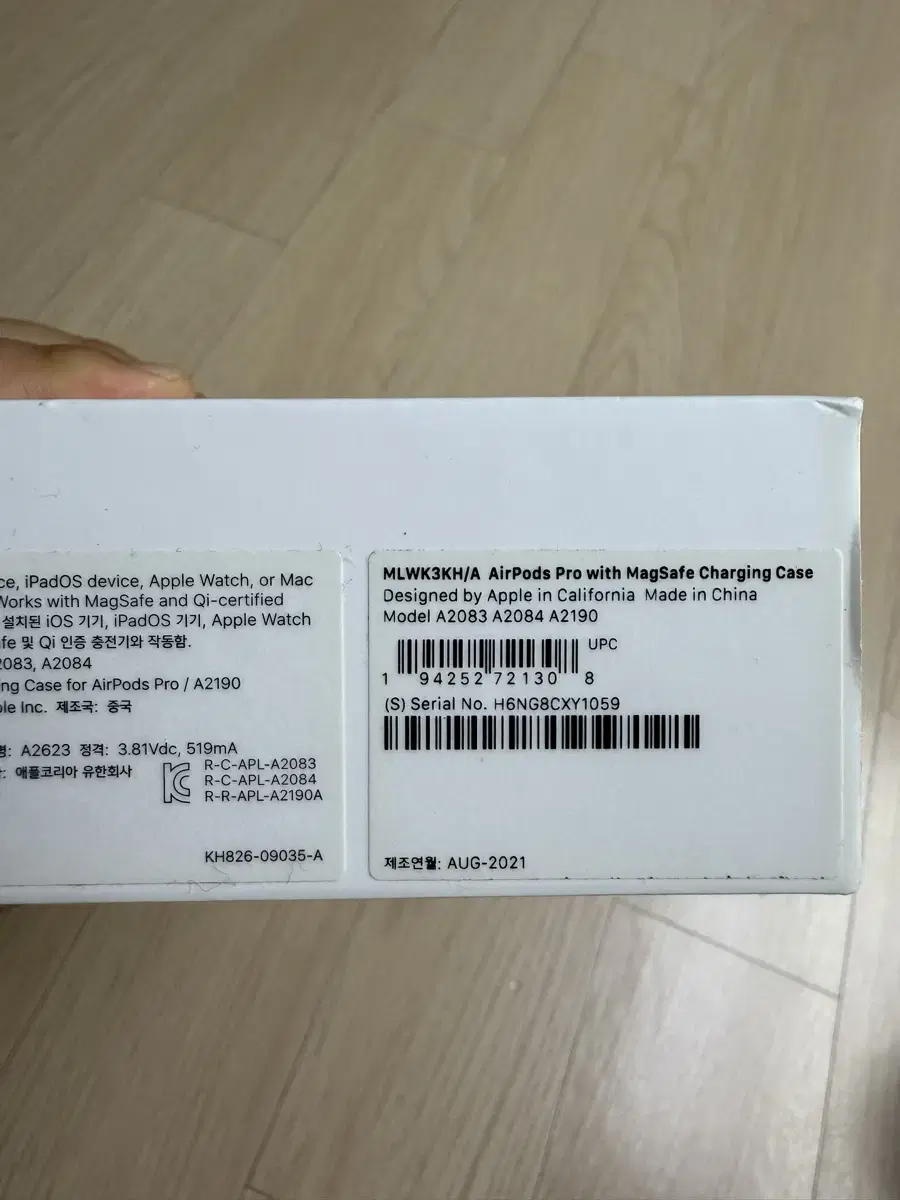 ce, iPadOS device, Apple Watch, or Mac
Works with MagSafe and Qi-certified
설치된 iOS 기기, iPadOS 기기, Apple Watch
afe 및 Qi 인증 충전기와 작동함.
2083, A2084
ng Case for AirPods Pro / A2190
ple Inc. 제조국: 중국
명: A2623 정격: 3.81Vdc, 519mA
애플코리아 유한회사
R-C-APL-A2083
R-C-APL-A2084
R-R-APL-A2190A
KH826-09035-A
MLWK3KH/A AirPods Pro with MagSafe Charging Case
Designed by Apple in California Made in China
Model A2083 A2084 A2190
UPC
1 94252 72130 8
(S) Serial No. H6NG8CXY1059
제조연월: AUG-2021